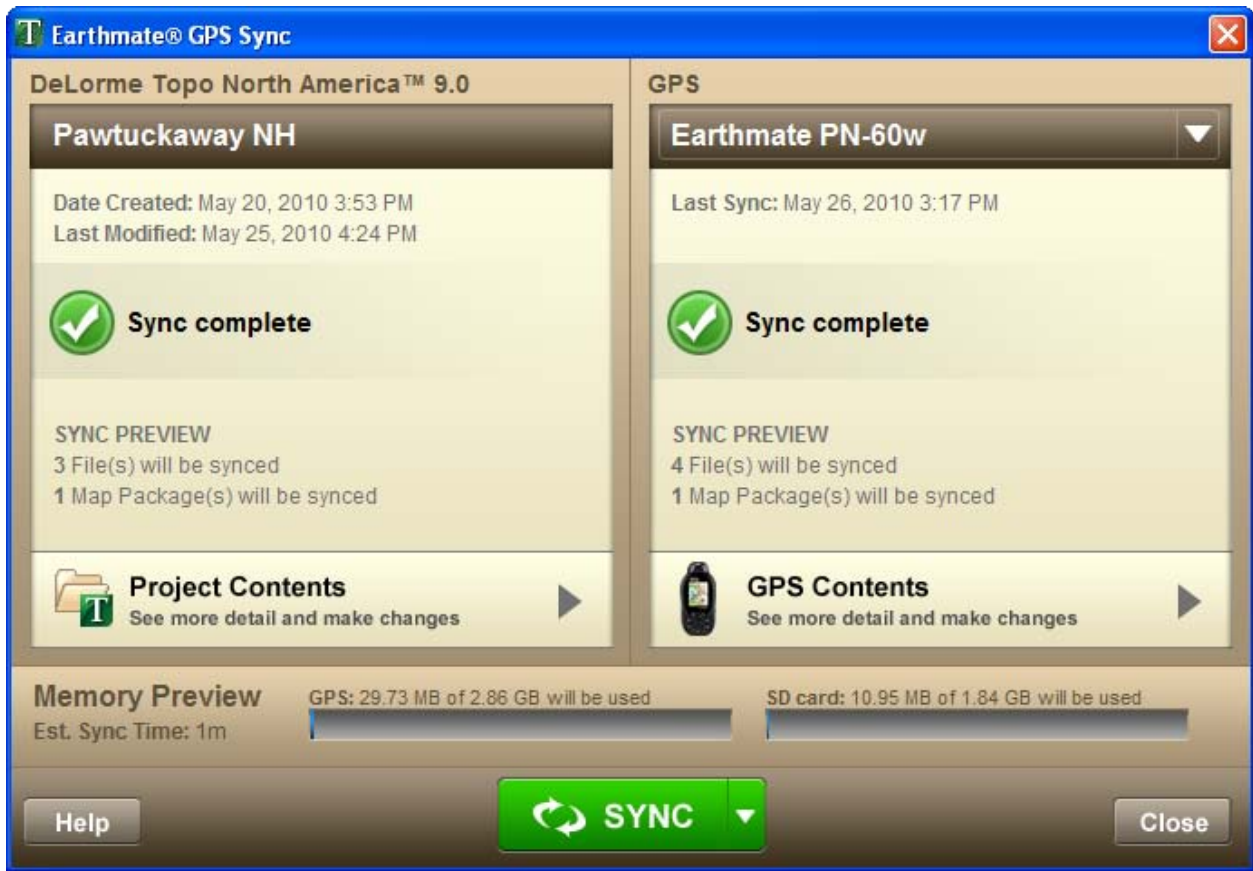 T Earthmate® GPS Sync
DeLorme Topo North America™ 9.0
Pawtuckaway NH
Date Created: May 20, 2010 3:53 PM
Last Modified: May 25, 2010 4:24 PM
Sync complete
SYNC PREVIEW
3 File(s) will be synced
1 Map Package(s) will be synced
T
Project Contents
See more detail and make changes
GPS
Earthmate PN-60w
Last Sync: May 26, 2010 3:17 PM
Sync complete
SYNC PREVIEW
4 File(s) will be synced
1 Map Package(s) will be synced
GPS Contents
See more detail and make changes
Memory Preview
Est. Sync Time: 1m
GPS: 29.73 MB of 2.86 GB will be used
SD card: 10.95 MB of 1.84 GB will be used
Help
SYNC
Close